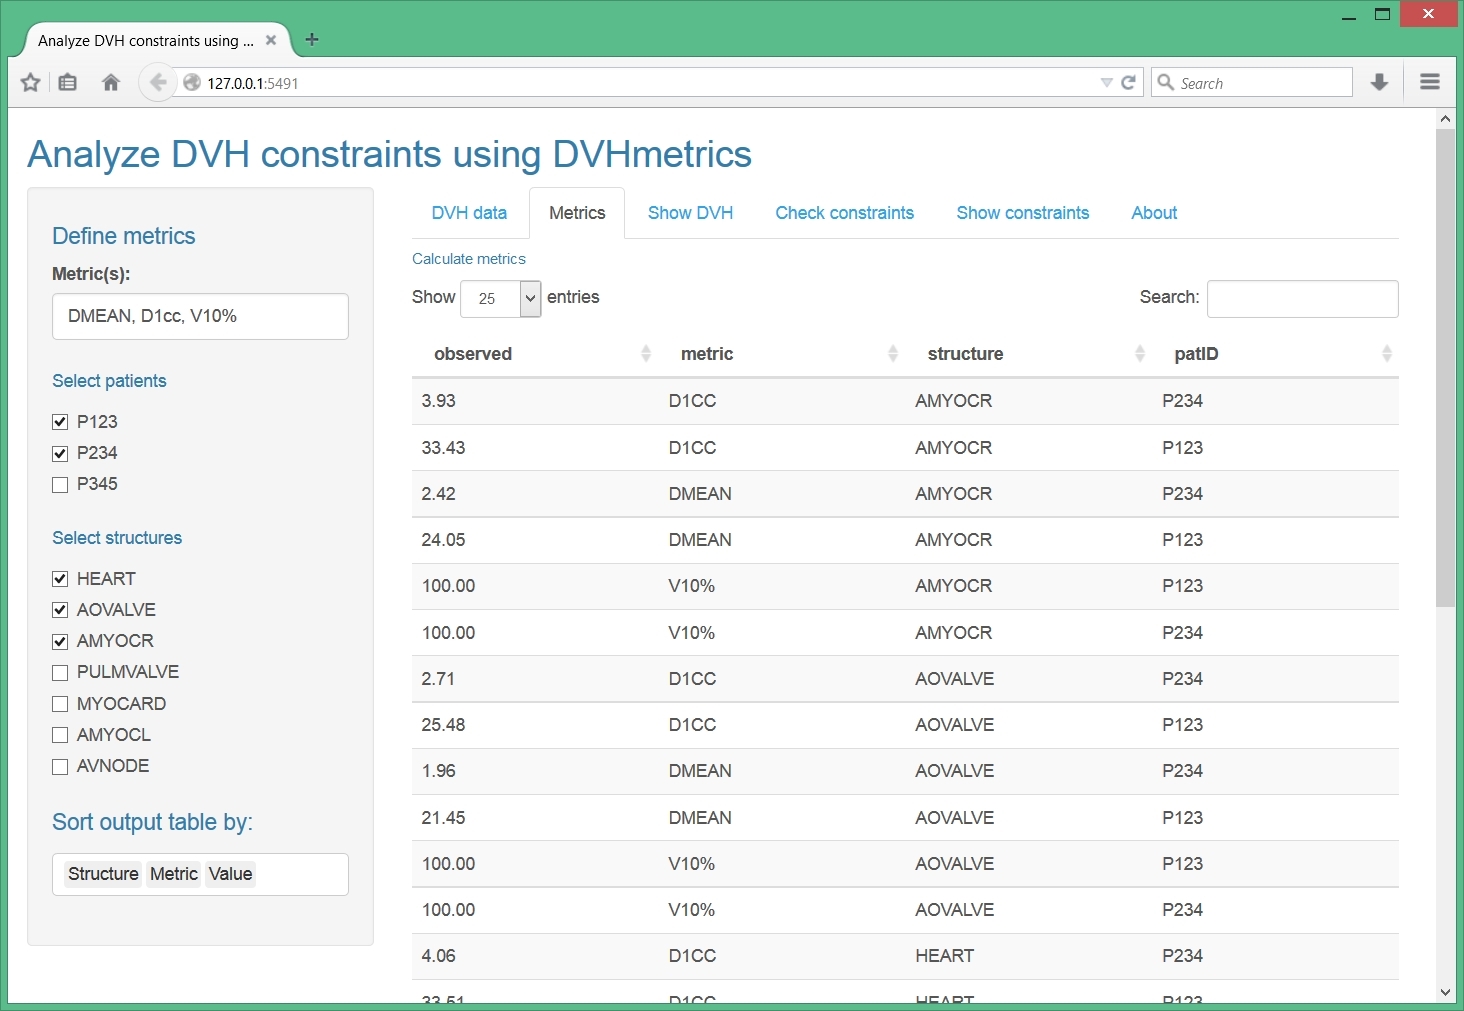 Analyze DVH constraints using ...
127.0.0.1:5491
Search
Analyze DVH constraints using DVHmetrics
Define metrics
Metric(s):
DMEAN, D1cc, V10%
Select patients
P123
P234
P345
Select structures
HEART
AOVALVE
AMYOCR
PULMVALVE
MYOCARD
AMYOCL
AVNODE
Sort output table by:
Structure Metric Value
DVH data Metrics Show DVH Check constraints Show constraints About
Calculate metrics
Show 25 entries Search:
observed metric structure patID
3.93 D1CC AMYOCR P234
33.43 D1CC AMYOCR P123
2.42 DMEAN AMYOCR P234
24.05 DMEAN AMYOCR P123
100.00 V10% AMYOCR P123
100.00 V10% AMYOCR P234
2.71 D1CC AOVALVE P234
25.48 D1CC AOVALVE P123
1.96 DMEAN AOVALVE P234
21.45 DMEAN AOVALVE P123
100.00 V10% AOVALVE P123
100.00 V10% AOVALVE P234
4.06 D1CC HEART P234
33.51 D1CC HEART P123